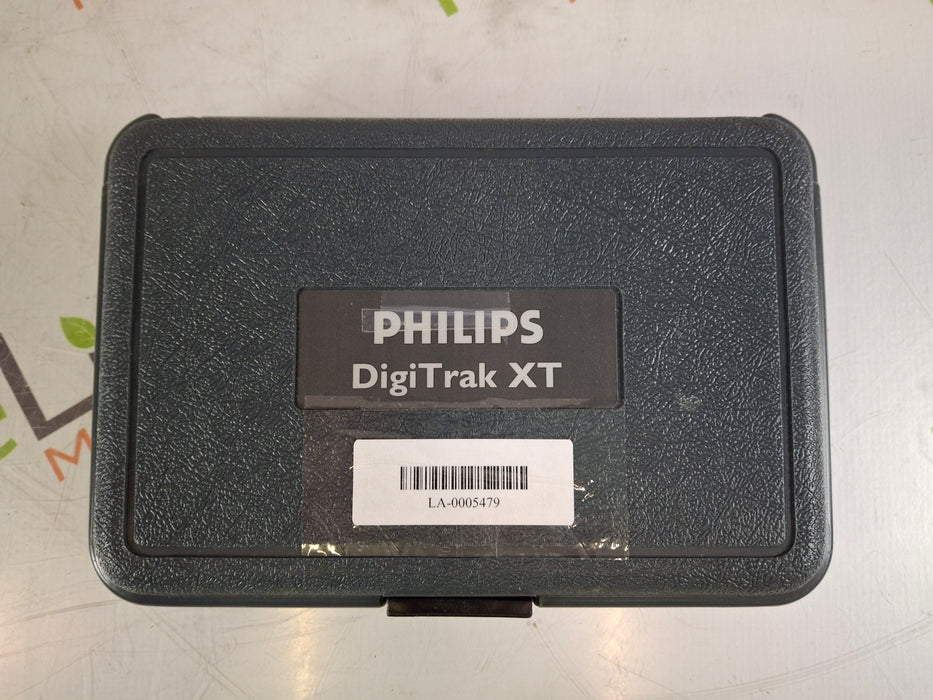 PHILIPS
DigiTrak XT
LA-0005479